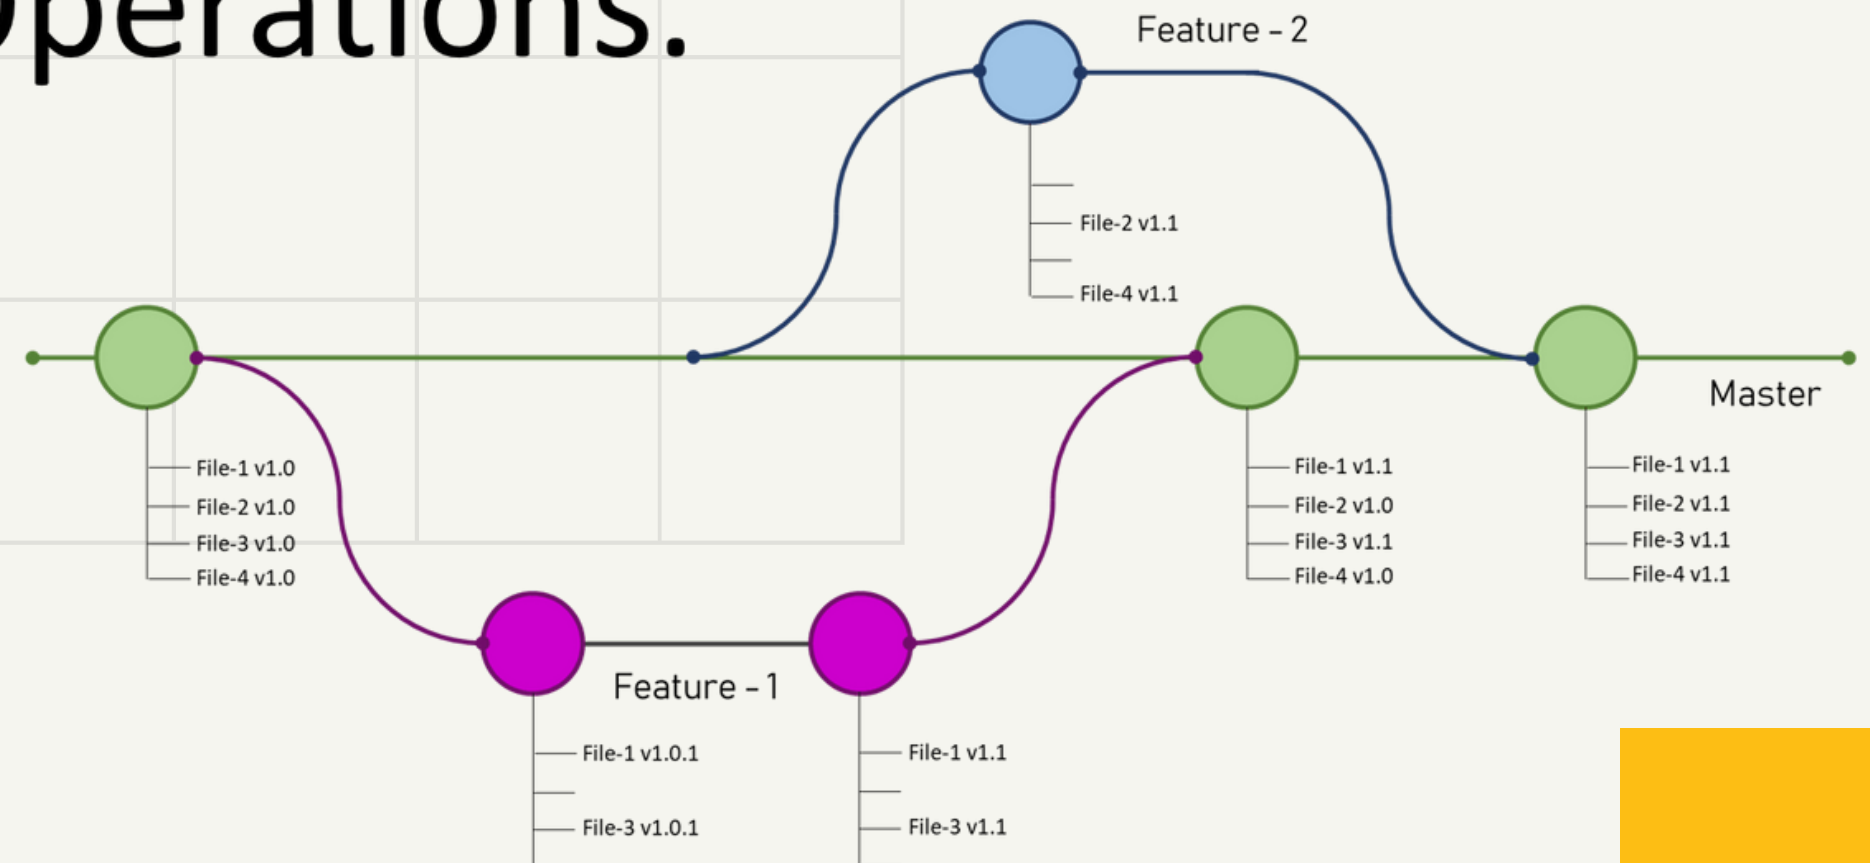 perations.
Feature - 2
File-2 v1.1
File-4 v1.1
Master
File-1 v1.0
File-2 v1.0
File-3 v1.0
File-4 v1.0
File-1 v1.1
File-2 v1.0
File-3 v1.1
File-4 v1.0
File-1 v1.1
File-2 v1.1
File-3 v1.1
File-4 v1.1
Feature - 1
File-1 v1.0.1
File-3 v1.0.1
File-1 v1.1
File-3 v1.1